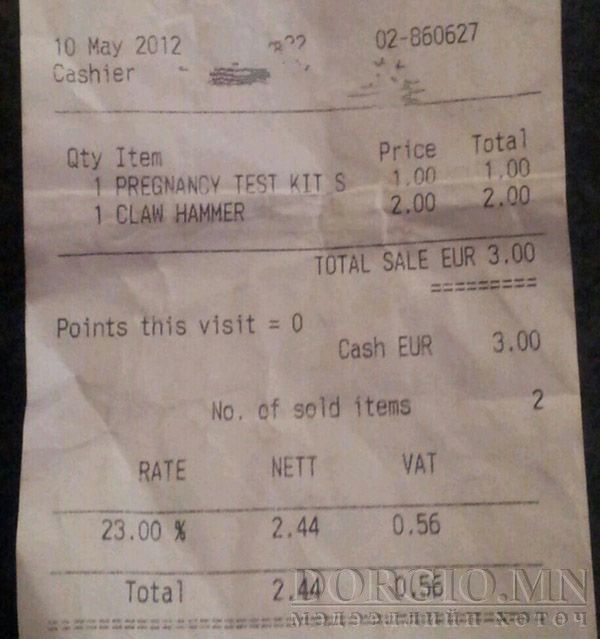 10 May 2012 02-860627
Cashier
Qty Item Price Total
1 PREGNANCY TEST KIT S 1.00 1.00
1 CLAW HAMMER 2.00 2.00
TOTAL SALE EUR 3.00
=========
Points this visit = 0
Cash EUR 3.00
No. of sold items 2
RATE NETT VAT
23.00 % 2.44 0.56
Total 2.44 0.56
DORGIO.MN
мэдээллийн хөтөч